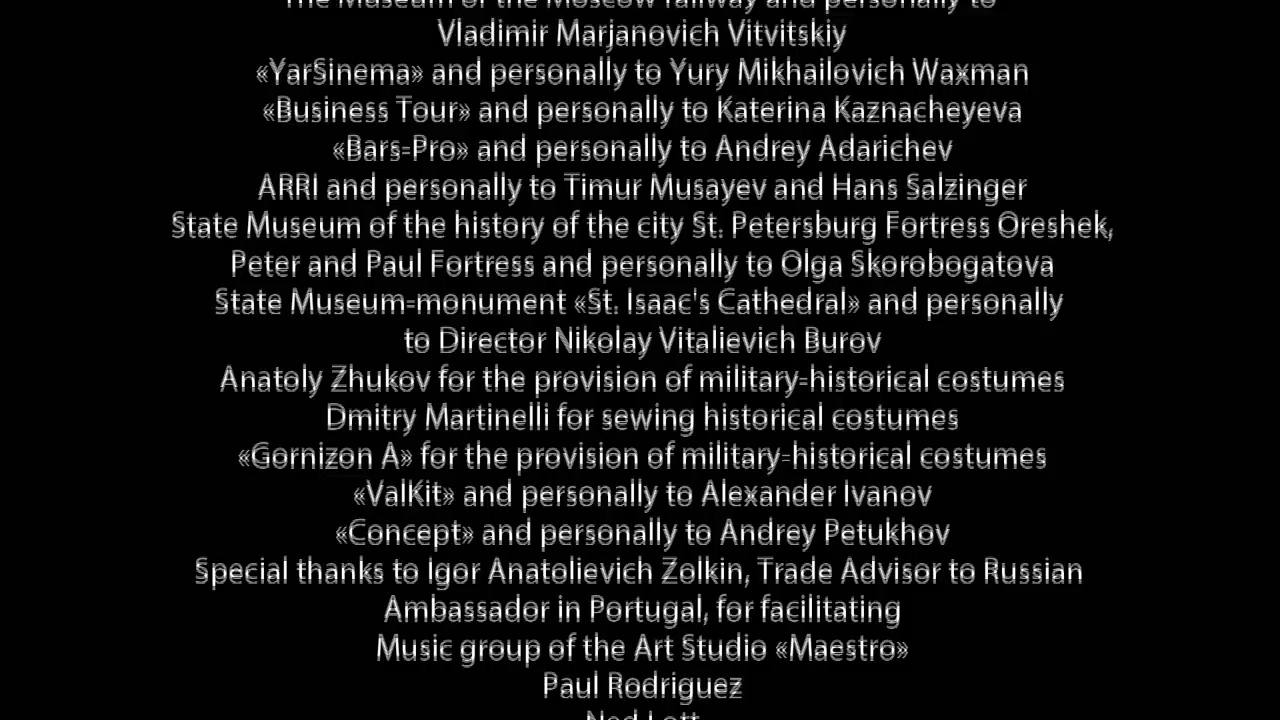 The Museum of the Moscow railway and personally to
Vladimir Marjanovich Vitvitskiy
«YarSinema» and personally to Yury Mikhailovich Waxman
«Business Tour» and personally to Katerina Kaznacheyeva
«Bars-Pro» and personally to Andrey Adarichev
ARRI and personally to Timur Musayev and Hans Salzinger
State Museum of the history of the city St. Petersburg Fortress Oreshek,
Peter and Paul Fortress and personally to Olga Skorobogatova
State Museum-monument «St. Isaac's Cathedral» and personally
to Director Nikolay Vitalievich Burov
Anatoly Zhukov for the provision of military-historical costumes
Dmitry Martinelli for sewing historical costumes
«Gornizon A» for the provision of military-historical costumes
«ValKit» and personally to Alexander Ivanov
«Concept» and personally to Andrey Petukhov
Special thanks to Igor Anatolievich Zolkin, Trade Advisor to Russian
Ambassador in Portugal, for facilitating
Music group of the Art Studio «Maestro»
Paul Rodriguez
Ned Lott